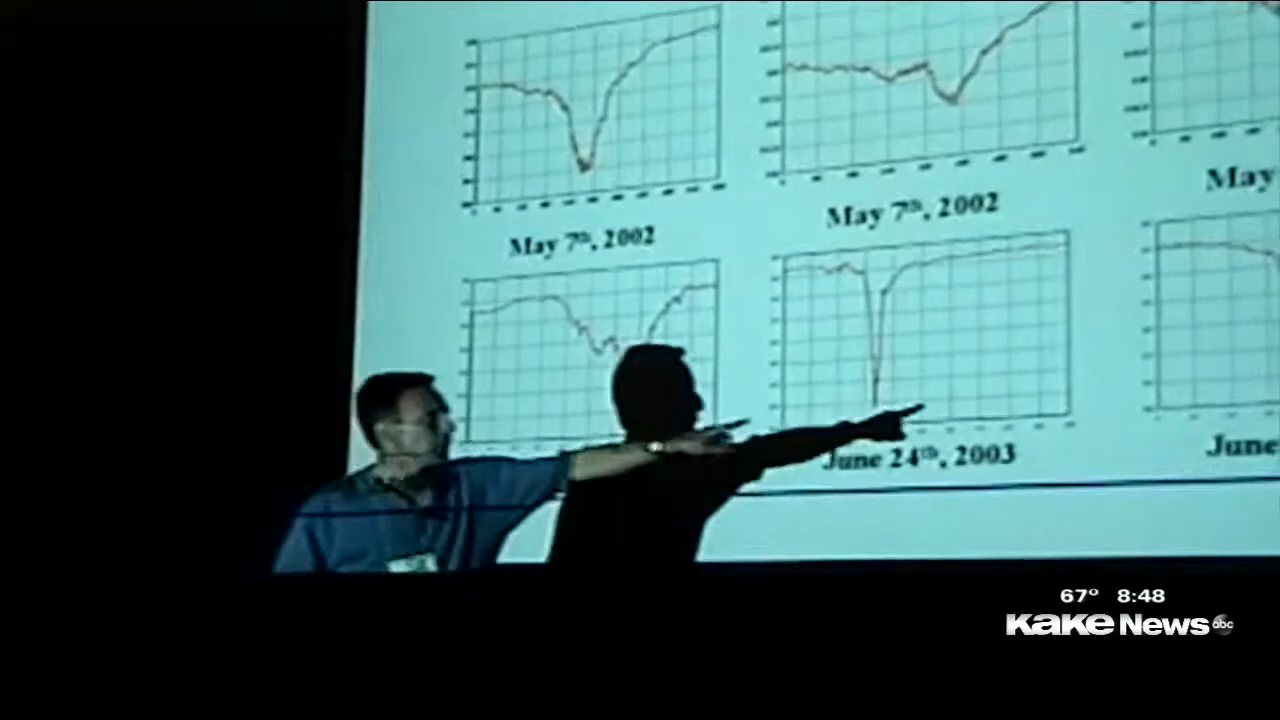 May 7th, 2002
May 7th, 2002
May
June 24th, 2003
June
67° 8:48
KAKE News abc